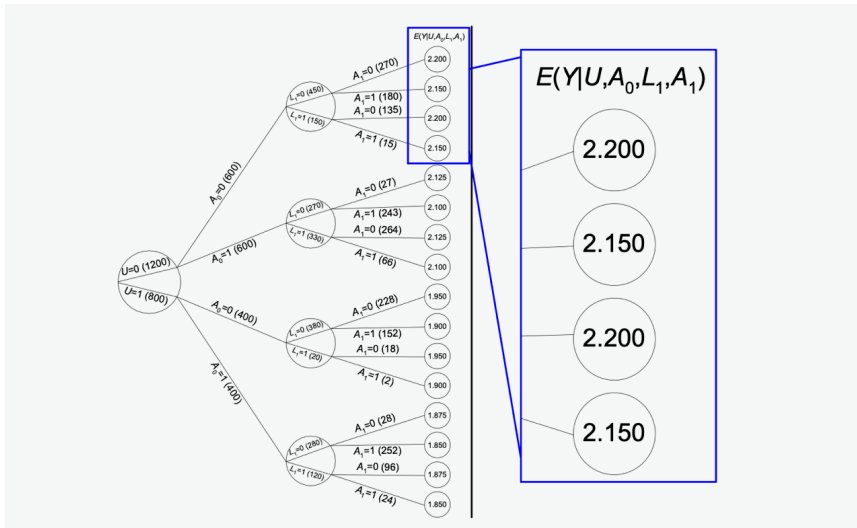 E(Y|U,A₀,L₁,A₁)
A₁=0 (270)
2.200
L₁=0 (450)
A₁=1 (180)
2.150
A₁=0 (135)
2.200
L₁=1 (150)
A₁=1 (15)
2.150
A₀=0 (600)
A₁=0 (27)
2.125
L₁=0 (270)
A₁=1 (243)
2.100
A₁=0 (264)
2.125
L₁=1 (330)
A₁=1 (66)
2.100
A₀=1 (600)
U=0 (1200)
U=1 (800)
A₀=0 (400)
A₁=0 (228)
1.950
L₁=0 (380)
A₁=1 (152)
1.900
A₁=0 (18)
1.950
L₁=1 (20)
A₁=1 (2)
1.900
A₀=1 (400)
A₁=0 (28)
1.875
L₁=0 (280)
A₁=1 (252)
1.850
A₁=0 (96)
1.875
L₁=1 (120)
A₁=1 (24)
1.850
E(Y|U,A₀,L₁,A₁)
2.200
2.150
2.200
2.150